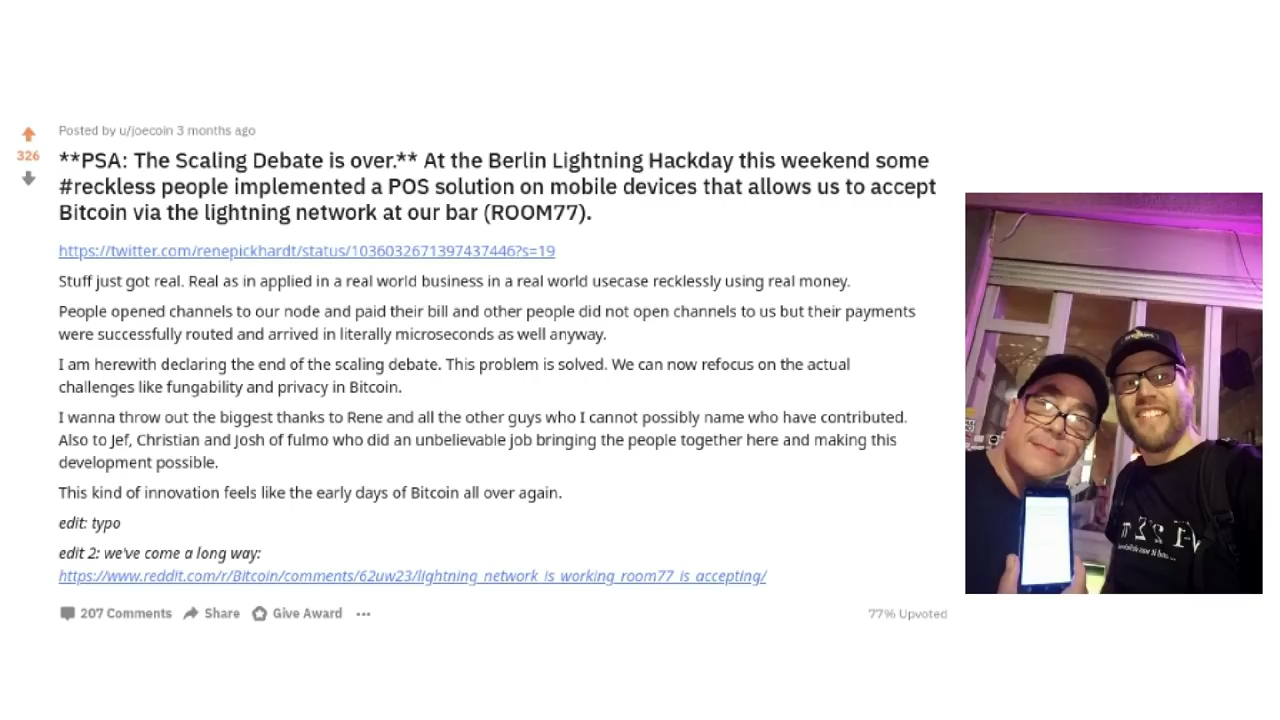 Posted by u/joecoin 3 months ago
326
**PSA: The Scaling Debate is over.** At the Berlin Lightning Hackday this weekend some
#reckless people implemented a POS solution on mobile devices that allows us to accept
Bitcoin via the lightning network at our bar (ROOM77).
https://twitter.com/renepickhardt/status/1036032671397437446?s=19
Stuff just got real. Real as in applied in a real world business in a real world usecase recklessly using real money.
People opened channels to our node and paid their bill and other people did not open channels to us but their payments
were successfully routed and arrived in literally microseconds as well anyway.
I am herewith declaring the end of the scaling debate. This problem is solved. We can now refocus on the actual
challenges like fungability and privacy in Bitcoin.
I wanna throw out the biggest thanks to Rene and all the other guys who I cannot possibly name who have contributed.
Also to Jef, Christian and Josh of fulmo who did an unbelievable job bringing the people together here and making this
development possible.
This kind of innovation feels like the early days of Bitcoin all over again.
edit: typo
edit 2: we've come a long way:
https://www.reddit.com/r/Bitcoin/comments/62uw23/lightning_network_is_working_room77_is_accepting/
207 Comments Share Give Award ...
77% Upvoted